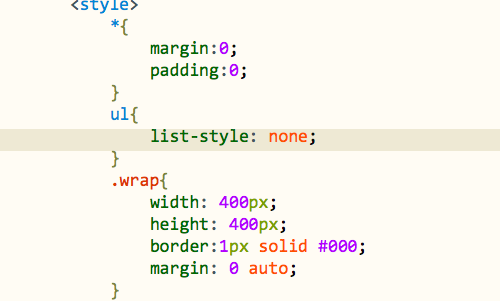 <style>
*{
margin:0;
padding:0;
}
ul{
list-style: none;
}
.wrap{
width: 400px;
height: 400px;
border:1px solid #000;
margin: 0 auto;
}